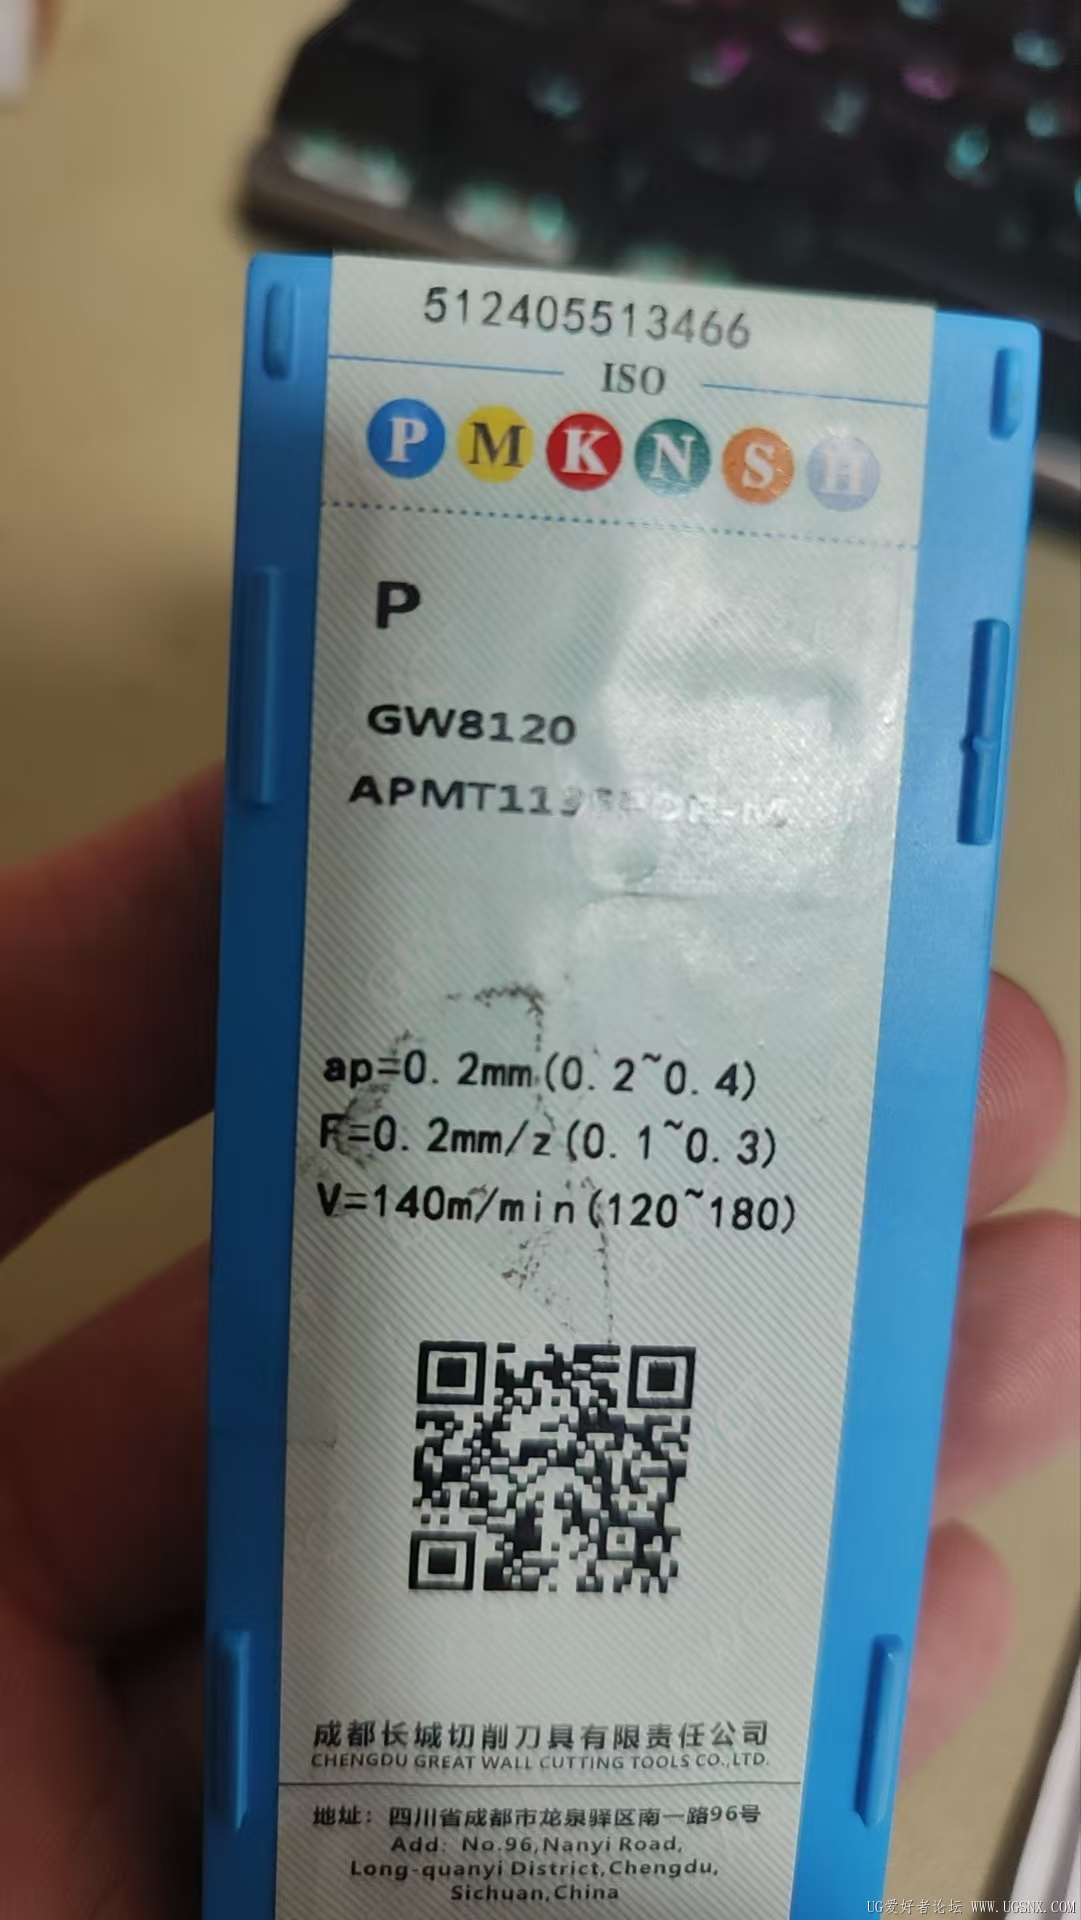 512405513466
ISO
P M K N S H
P
GW8120
ap=0.2mm(0.2~0.4)
F=0.2mm/z(0.1~0.3)
V=140m/min(120~180)
成都长城切削刀具有限责任公司
CHENGDU GREAT WALL CUTTING TOOLS CO.,LTD.
地址：四川省成都市龙泉驿区南一路96号
Add: No.96,Nanyi Road,
Long-quanyi District,Chengdu,
Sichuan,China
UG爱好者论坛 WWW.UGSNX.COM